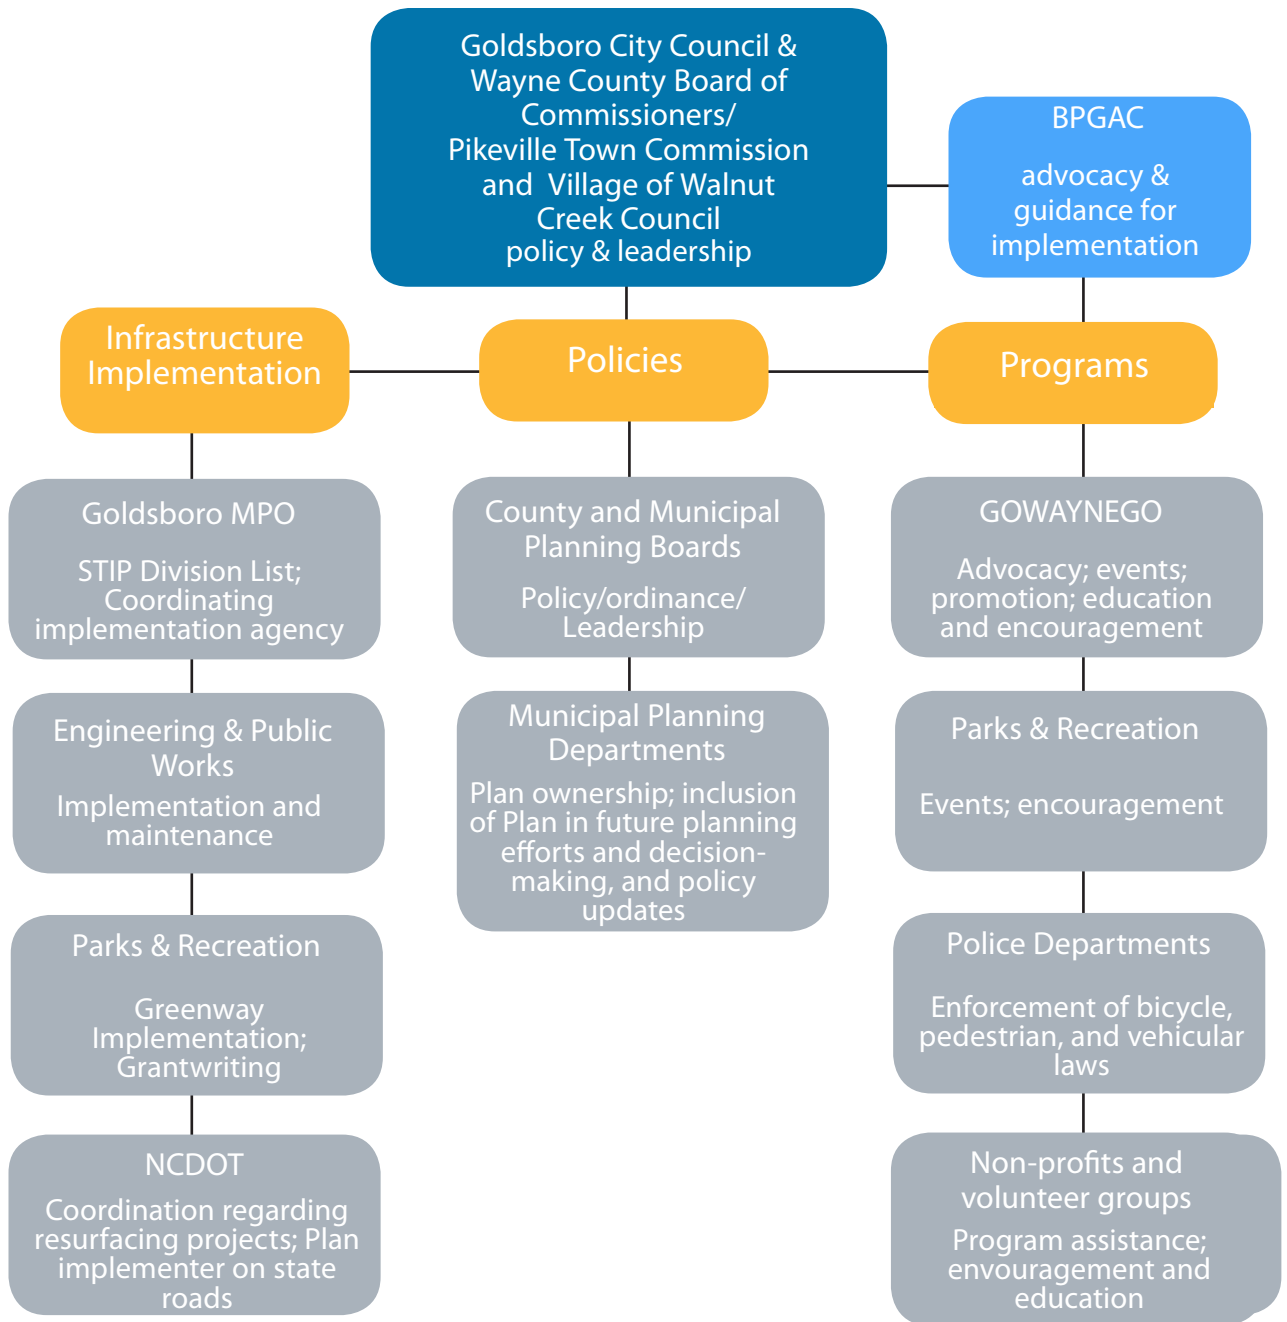 Goldsboro City Council &
Wayne County Board of
Commissioners/
Pikeville Town Commission
and Village of Walnut
Creek Council
policy & leadership
BPGAC
advocacy &
guidance for
implementation
Infrastructure
Implementation
Policies
Programs
Goldsboro MPO
STIP Division List;
Coordinating
implementation agency
Engineering & Public
Works
Implementation and
maintenance
Parks & Recreation
Greenway
Implementation;
Grantwriting
NCDOT
Coordination regarding
resurfacing projects; Plan
implementer on state
roads
County and Municipal
Planning Boards
Policy/ordinance/
Leadership
Municipal Planning
Departments
Plan ownership; inclusion
of Plan in future planning
efforts and decision-
making, and policy
updates
GOWAYNEGO
Advocacy; events;
promotion; education
and encouragement
Parks & Recreation
Events; encouragement
Police Departments
Enforcement of bicycle,
pedestrian, and vehicular
laws
Non-profits and
volunteer groups
Program assistance;
envouragement and
education